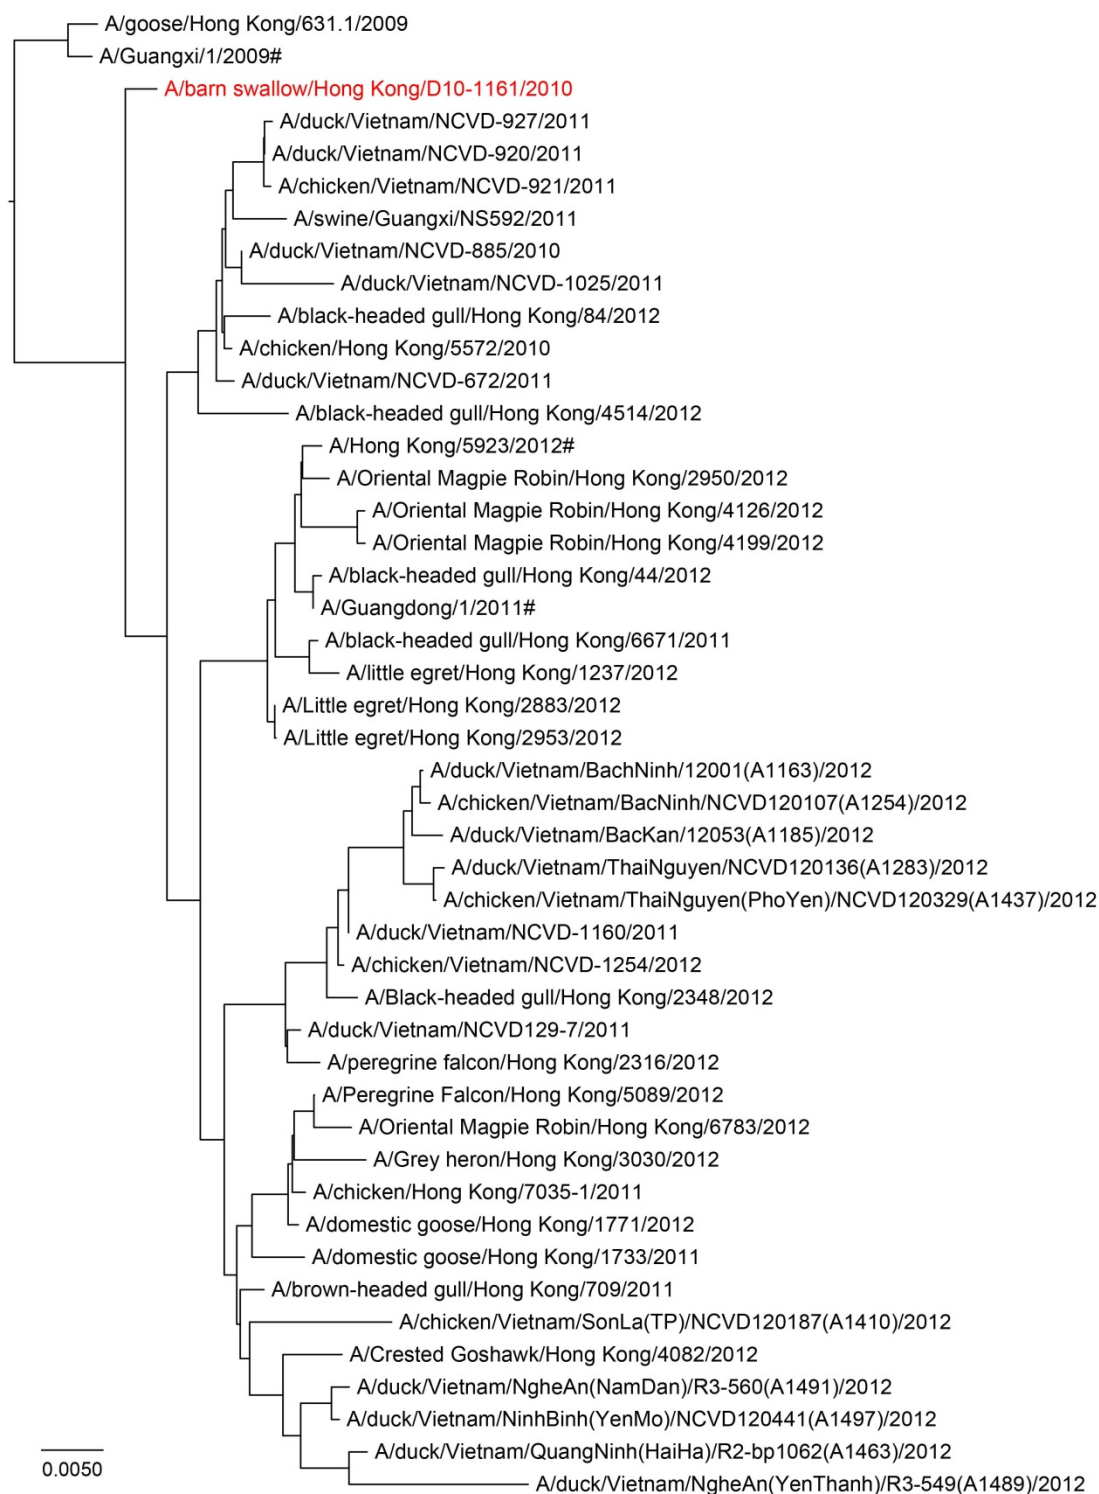 A/goose/Hong Kong/631.1/2009
A/Guangxi/1/2009#
A/barn swallow/Hong Kong/D10-1161/2010
A/duck/Vietnam/NCVD-927/2011
A/duck/Vietnam/NCVD-920/2011
A/chicken/Vietnam/NCVD-921/2011
A/swine/Guangxi/NS592/2011
A/duck/Vietnam/NCVD-885/2010
A/duck/Vietnam/NCVD-1025/2011
A/black-headed gull/Hong Kong/84/2012
A/chicken/Hong Kong/5572/2010
A/duck/Vietnam/NCVD-672/2011
A/black-headed gull/Hong Kong/4514/2012
A/Hong Kong/5923/2012#
A/Oriental Magpie Robin/Hong Kong/2950/2012
A/Oriental Magpie Robin/Hong Kong/4126/2012
A/Oriental Magpie Robin/Hong Kong/4199/2012
A/black-headed gull/Hong Kong/44/2012
A/Guangdong/1/2011#
A/black-headed gull/Hong Kong/6671/2011
A/little egret/Hong Kong/1237/2012
A/Little egret/Hong Kong/2883/2012
A/Little egret/Hong Kong/2953/2012
A/duck/Vietnam/BachNinh/12001(A1163)/2012
A/chicken/Vietnam/BacNinh/NCVD120107(A1254)/2012
A/duck/Vietnam/BacKan/12053(A1185)/2012
A/duck/Vietnam/ThaiNguyen/NCVD120136(A1283)/2012
A/chicken/Vietnam/ThaiNguyen(PhoYen)/NCVD120329(A1437)/2012
A/duck/Vietnam/NCVD-1160/2011
A/chicken/Vietnam/NCVD-1254/2012
A/Black-headed gull/Hong Kong/2348/2012
A/duck/Vietnam/NCVD129-7/2011
A/peregrine falcon/Hong Kong/2316/2012
A/Peregrine Falcon/Hong Kong/5089/2012
A/Oriental Magpie Robin/Hong Kong/6783/2012
A/Grey heron/Hong Kong/3030/2012
A/chicken/Hong Kong/7035-1/2011
A/domestic goose/Hong Kong/1771/2012
A/domestic goose/Hong Kong/1733/2011
A/brown-headed gull/Hong Kong/709/2011
A/chicken/Vietnam/SonLa(TP)/NCVD120187(A1410)/2012
A/Crested Goshawk/Hong Kong/4082/2012
A/duck/Vietnam/NgheAn(NamDan)/R3-560(A1491)/2012
A/duck/Vietnam/NinhBinh(YenMo)/NCVD120441(A1497)/2012
A/duck/Vietnam/QuangNinh(HaiHa)/R2-bp1062(A1463)/2012
0.0050
A/duck/Vietnam/NgheAn(YenThanh)/R3-549(A1489)/2012